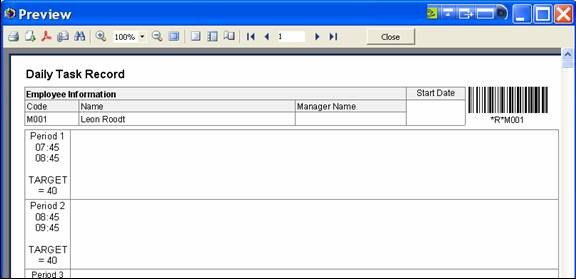 Preview
100%
1
Close
Daily Task Record
Employee Information
Start Date
Code
Name
Manager Name
M001
Leon Roodt
*R*M001
Period 1
07:45
08:45
TARGET
= 40
Period 2
08:45
09:45
TARGET
= 40
Period 3